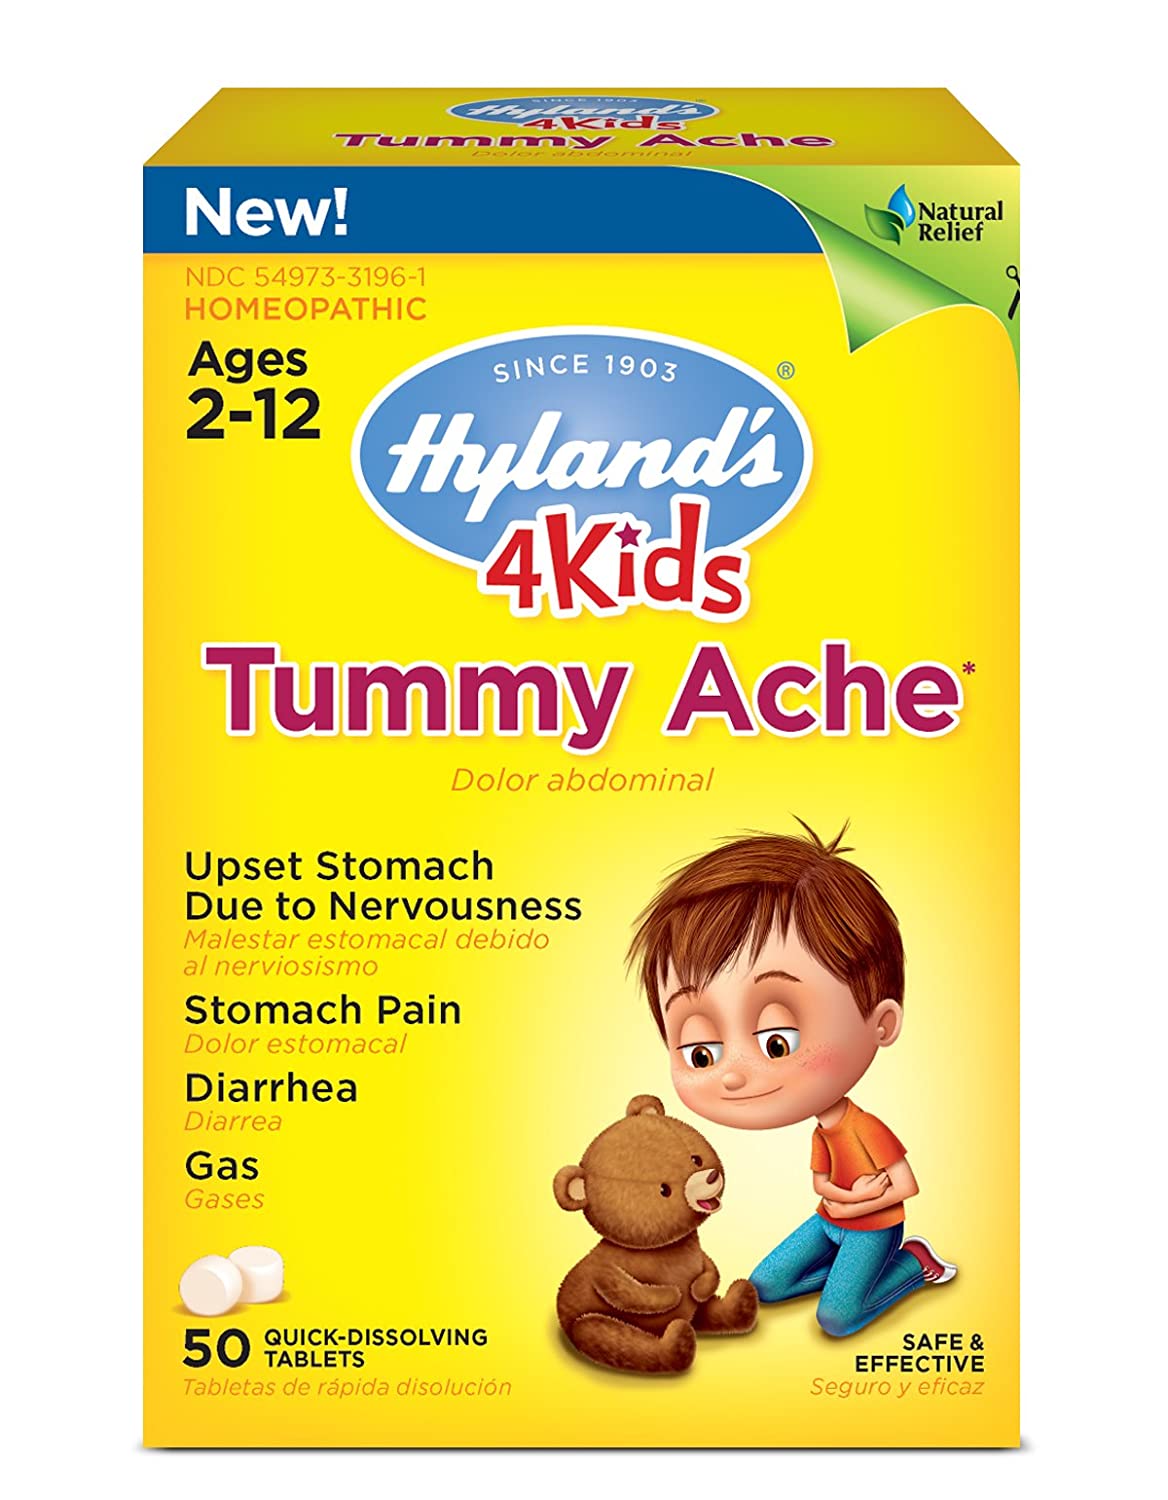 SINCE 1903
Hyland's®
4Kids
Tummy Ache
Dolor abdominal
New!
Natural
Relief
NDC 54973-3196-1
HOMEOPATHIC
Ages
2-12
SINCE 1903
Hyland's®
4Kids
Tummy Ache*
Dolor abdominal
Upset Stomach
Due to Nervousness
Malestar estomacal debido
al nerviosismo
Stomach Pain
Dolor estomacal
Diarrhea
Diarrea
Gas
Gases
50 QUICK-DISSOLVING
TABLETS
Tabletas de rápida disolución
SAFE &
EFFECTIVE
Seguro y eficaz